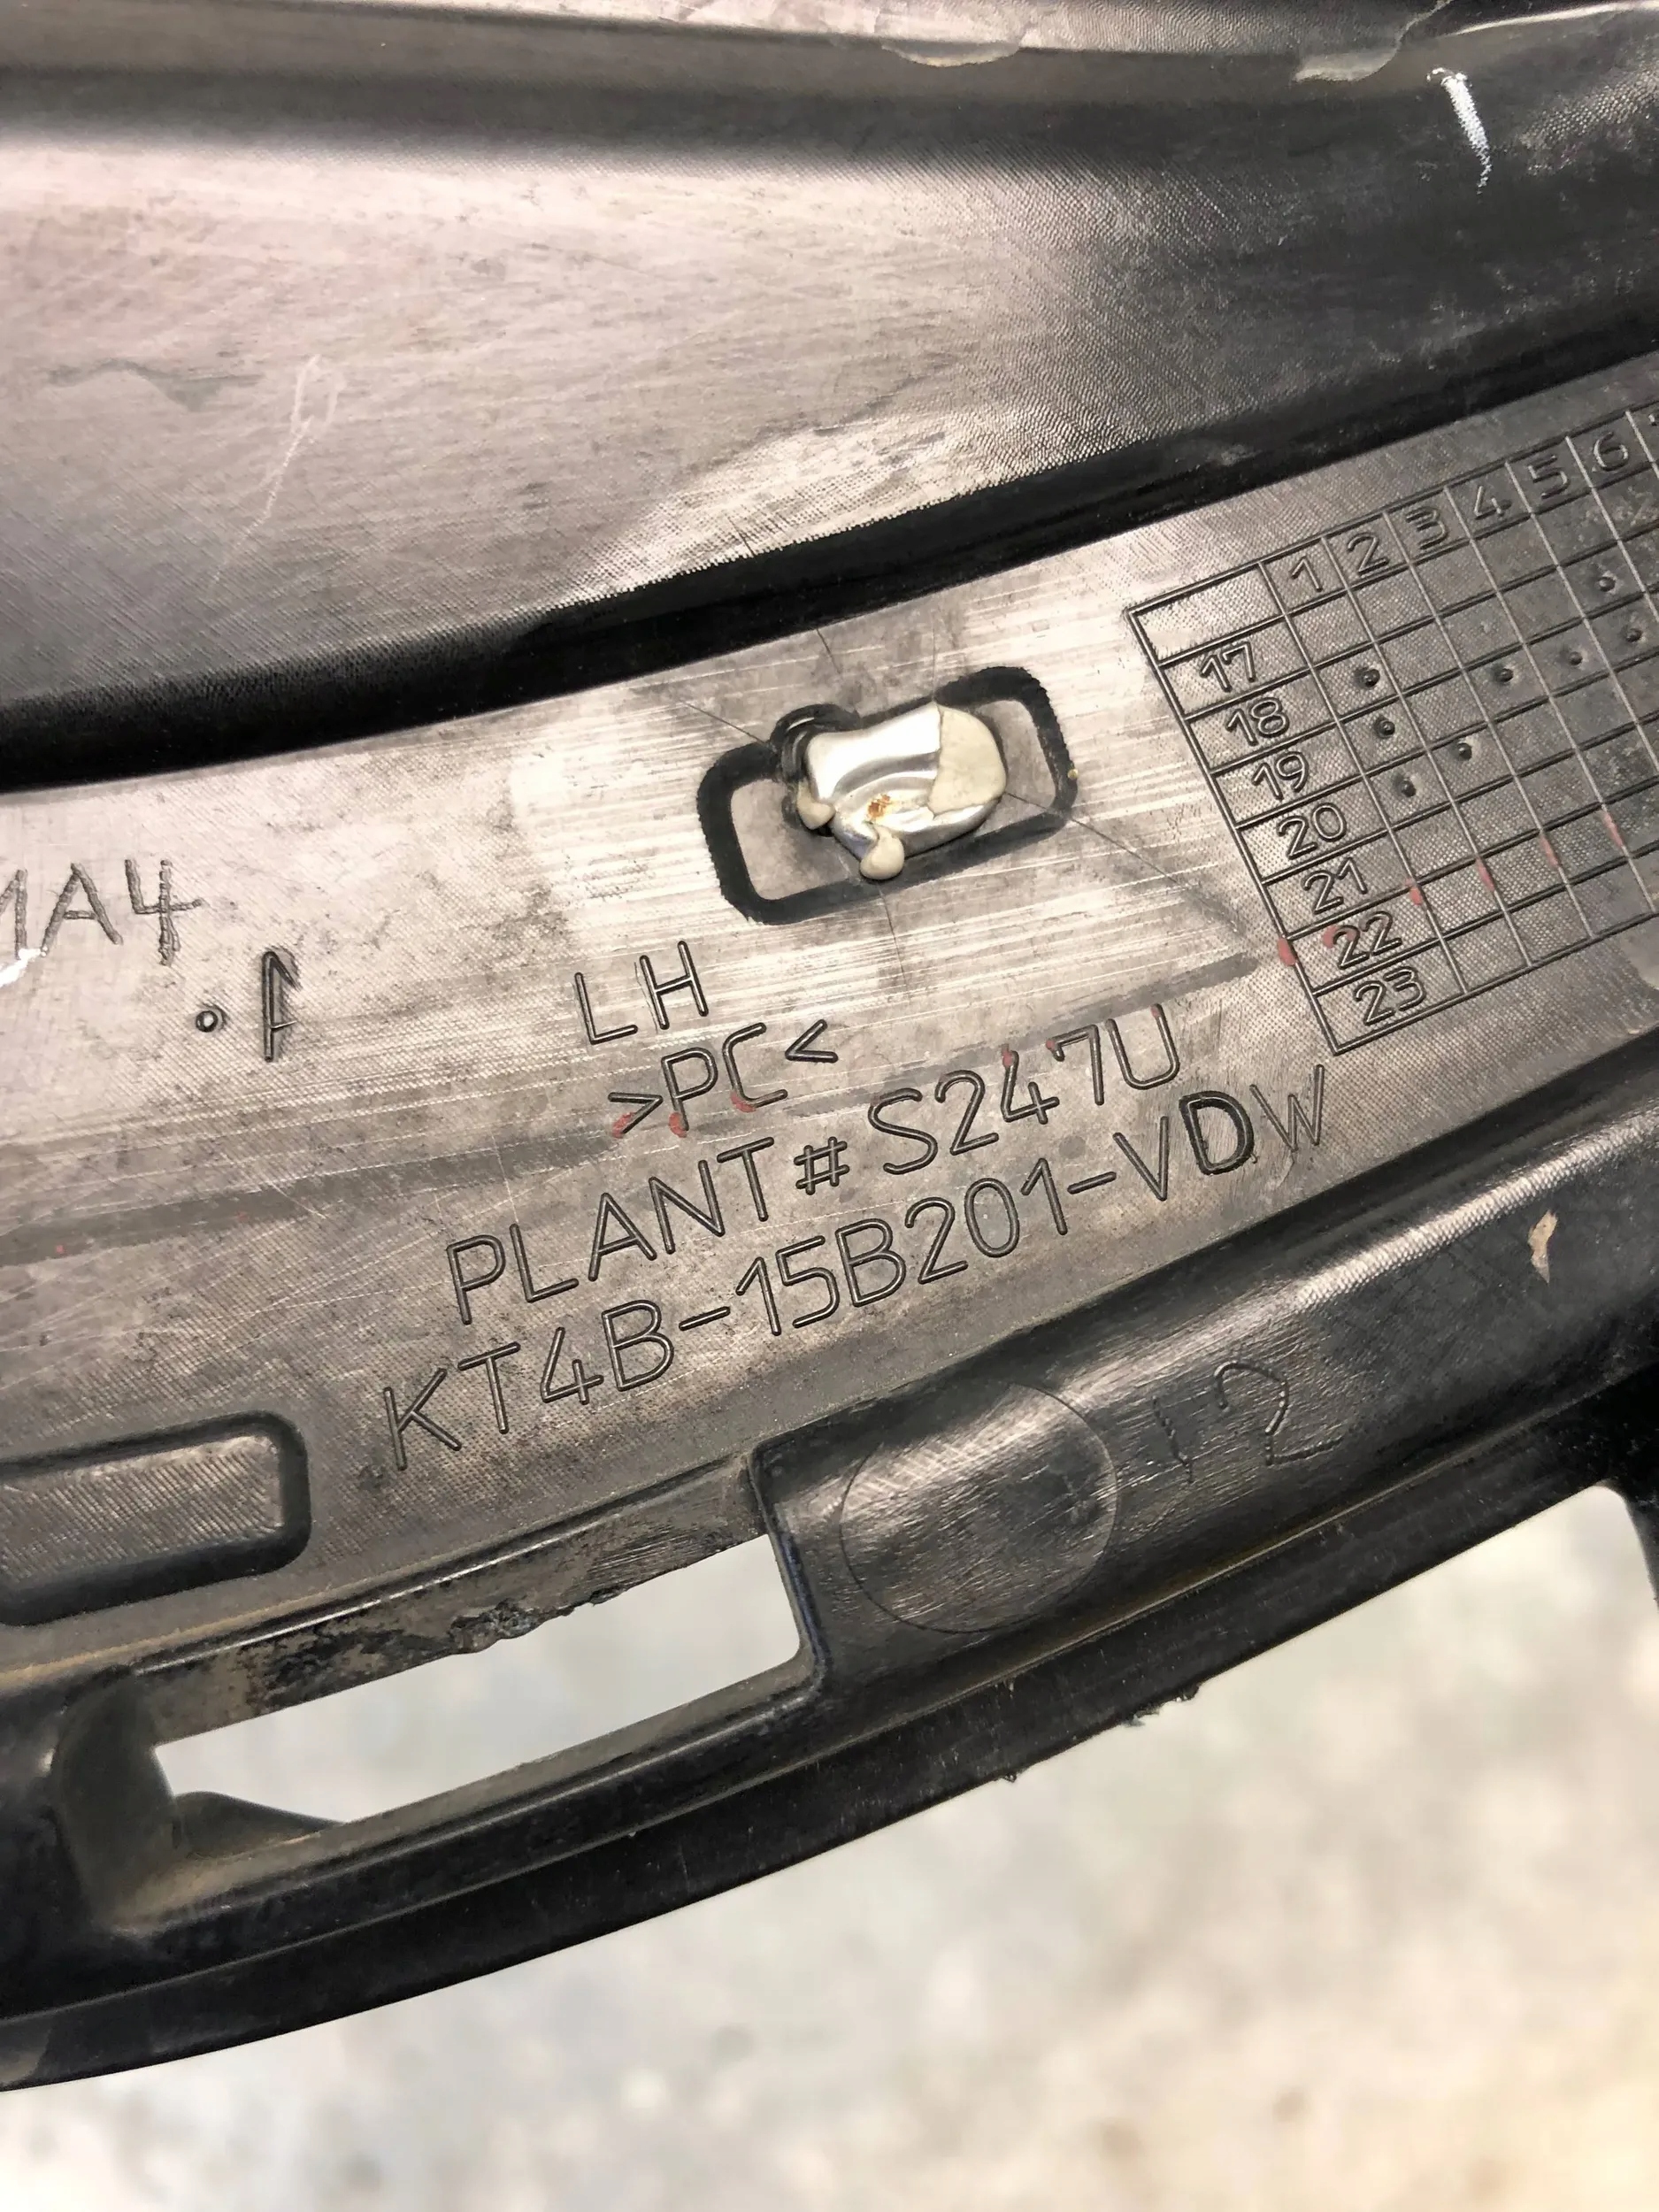 1 2 3 4 5 6
17
18
19
20
21
22
23
MA4
1
LH
>PC<
PLANT# S247U
KT4B-15B201-VDW
12